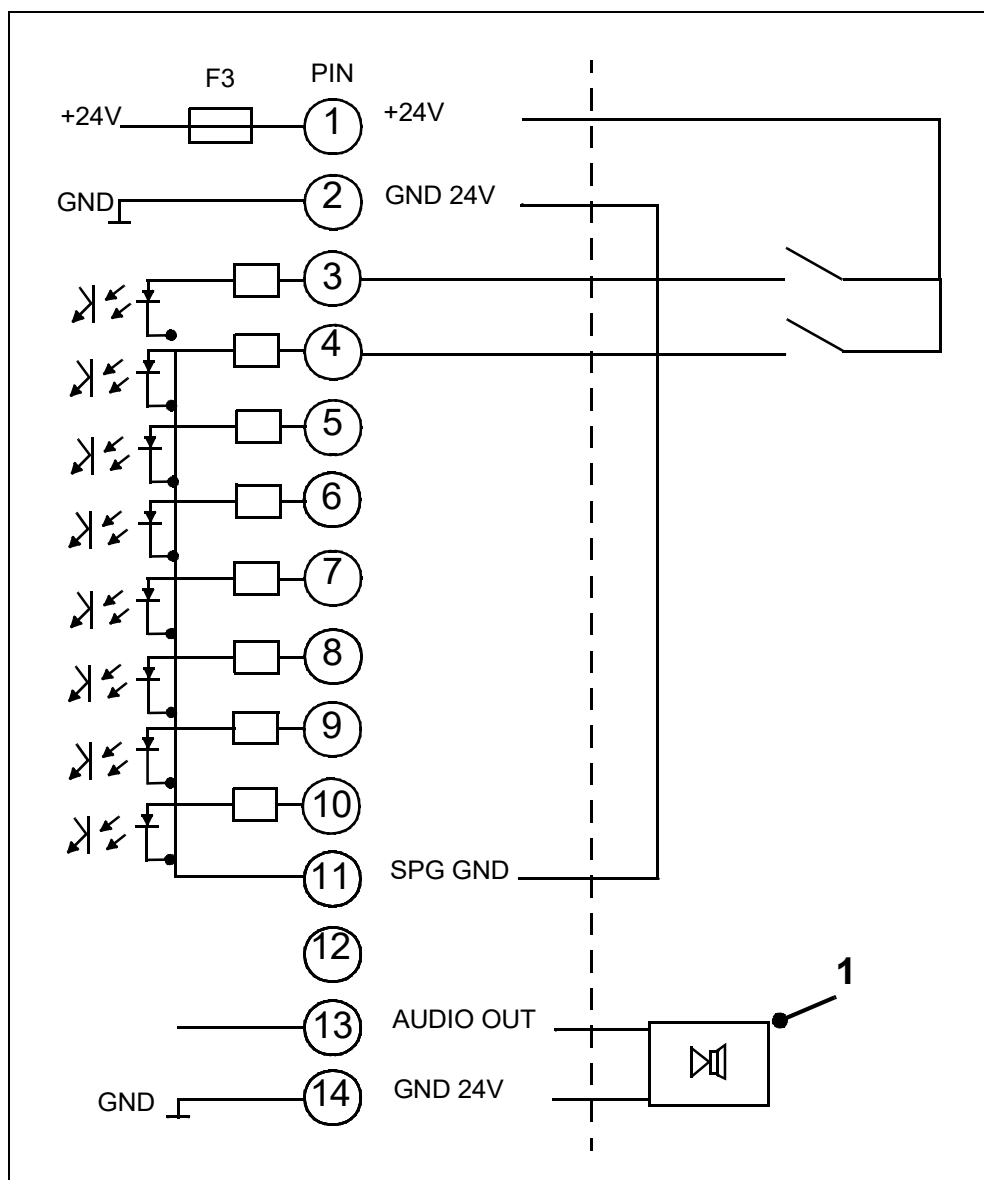 F3 PIN
+24V 1 +24V
GND 2 GND 24V
3
4
5
6
7
8
9
10
11 SPG GND
12
1
13 AUDIO OUT
GND 14 GND 24V